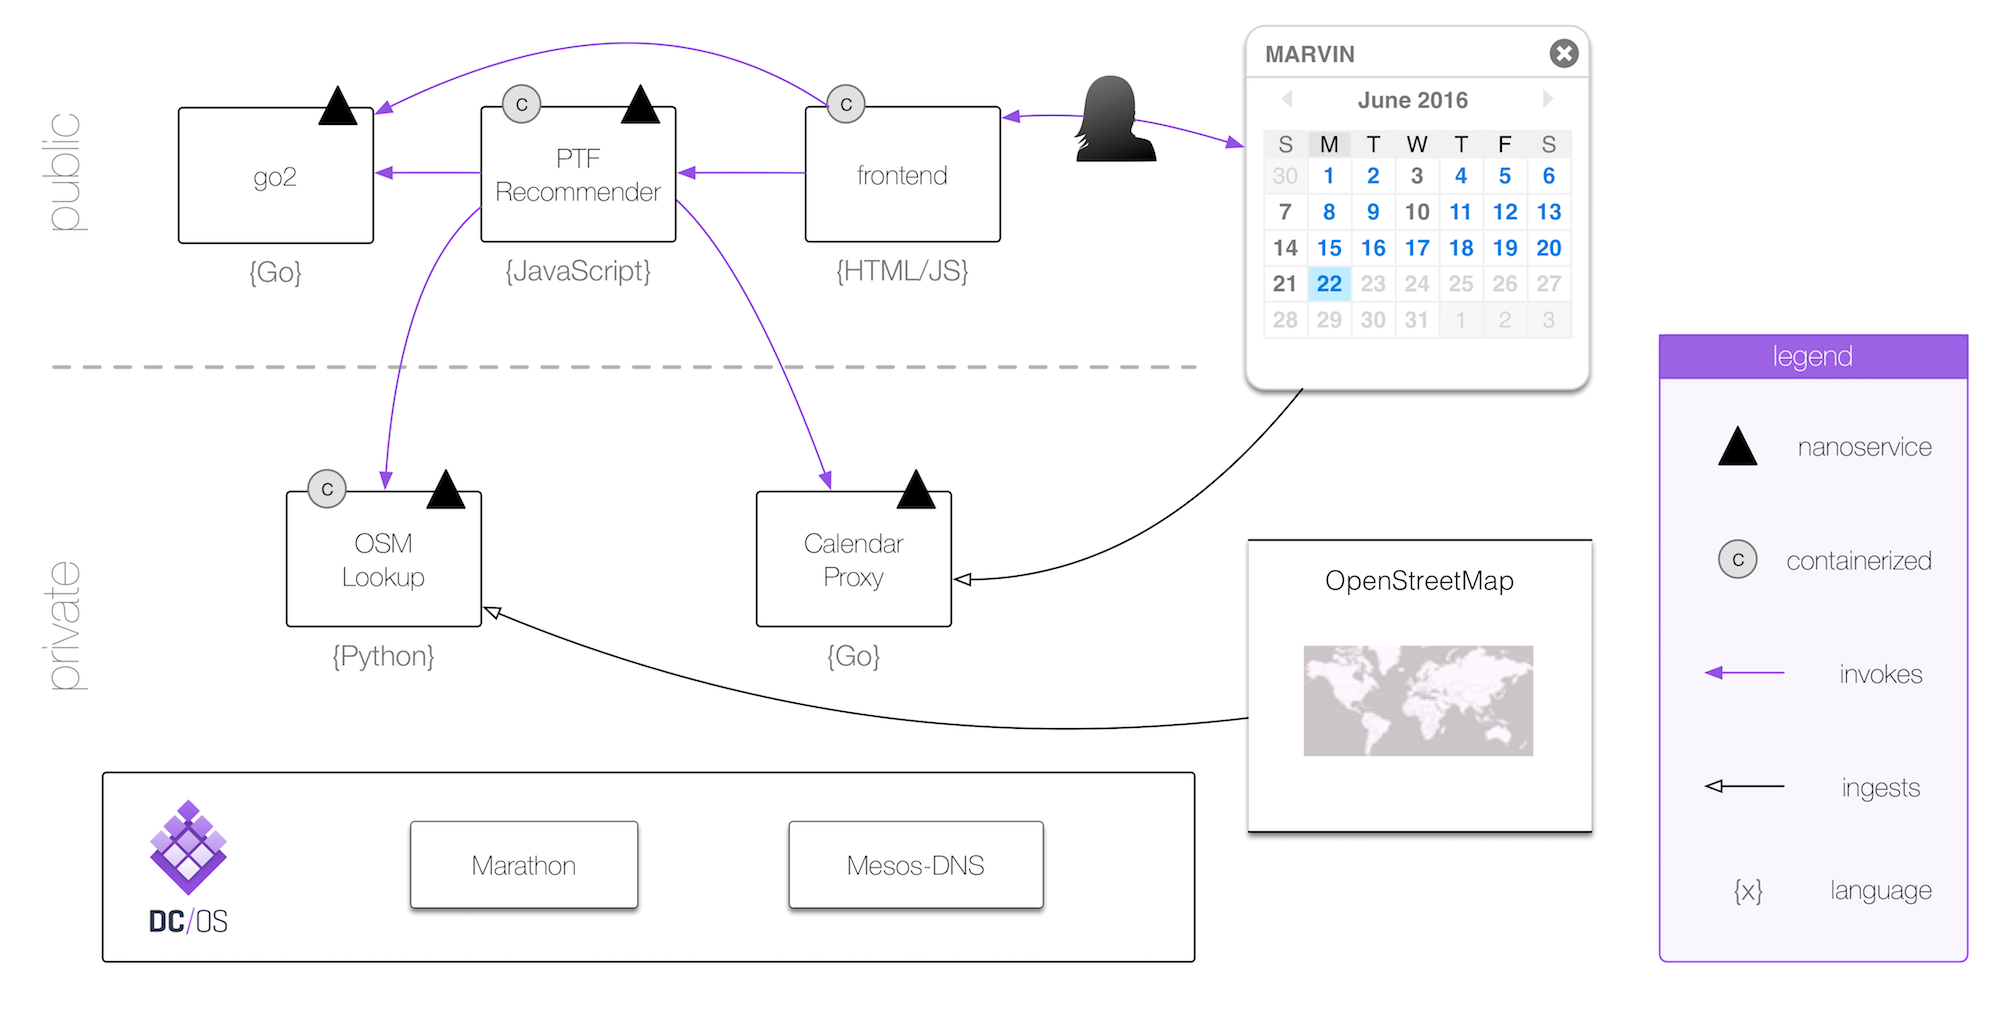 public
go2
{Go}
C
PTF
Recommender
{JavaScript}
C
frontend
{HTML/JS}
MARVIN
June 2016
S M T W T F S
30 1 2 3 4 5 6
7 8 9 10 11 12 13
14 15 16 17 18 19 20
21 22 23 24 25 26 27
28 29 30 31 1 2 3
private
C
OSM
Lookup
{Python}
Calendar
Proxy
{Go}
OpenStreetMap
DC/OS
Marathon
Mesos-DNS
legend
nanoservice
C containerized
invokes
ingests
{x} language